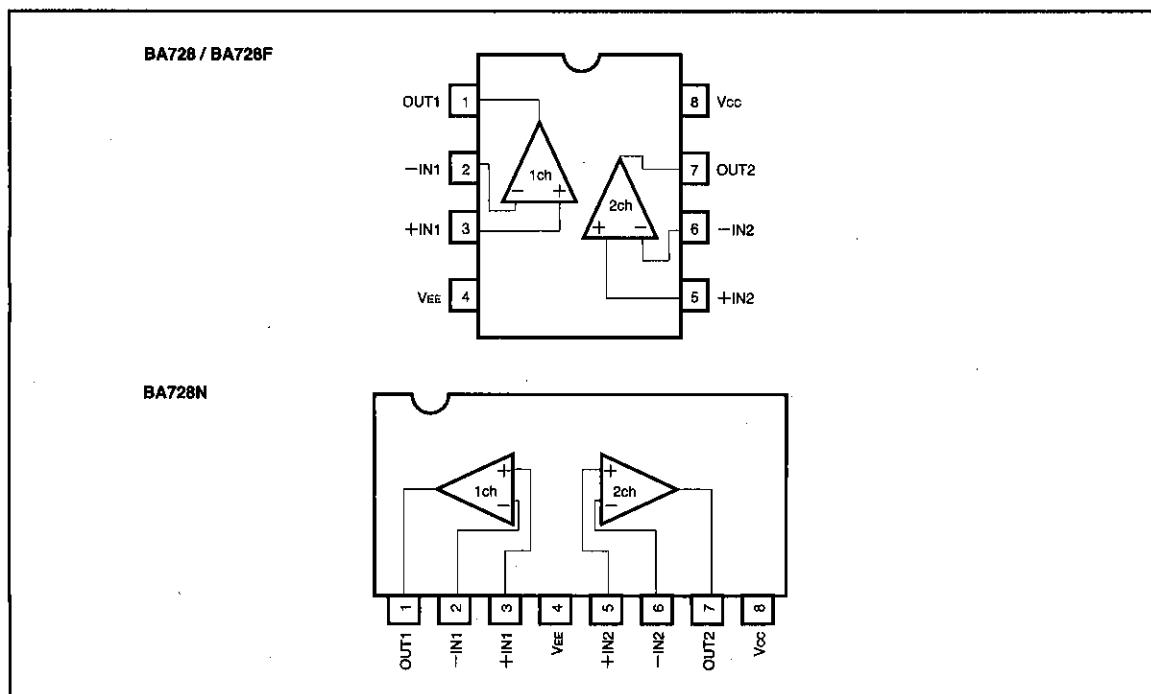 BA728 / BA728F
OUT1 1
8 VCC
−IN1 2
7 OUT2
1ch
− +
2ch
+ −
+IN1 3
6 −IN2
VEE 4
5 +IN2
BA728N
1ch
+
−
2ch
+
−
1 2 3 4 5 6 7 8
OUT1 −IN1 +IN1 VEE +IN2 −IN2 OUT2 VCC